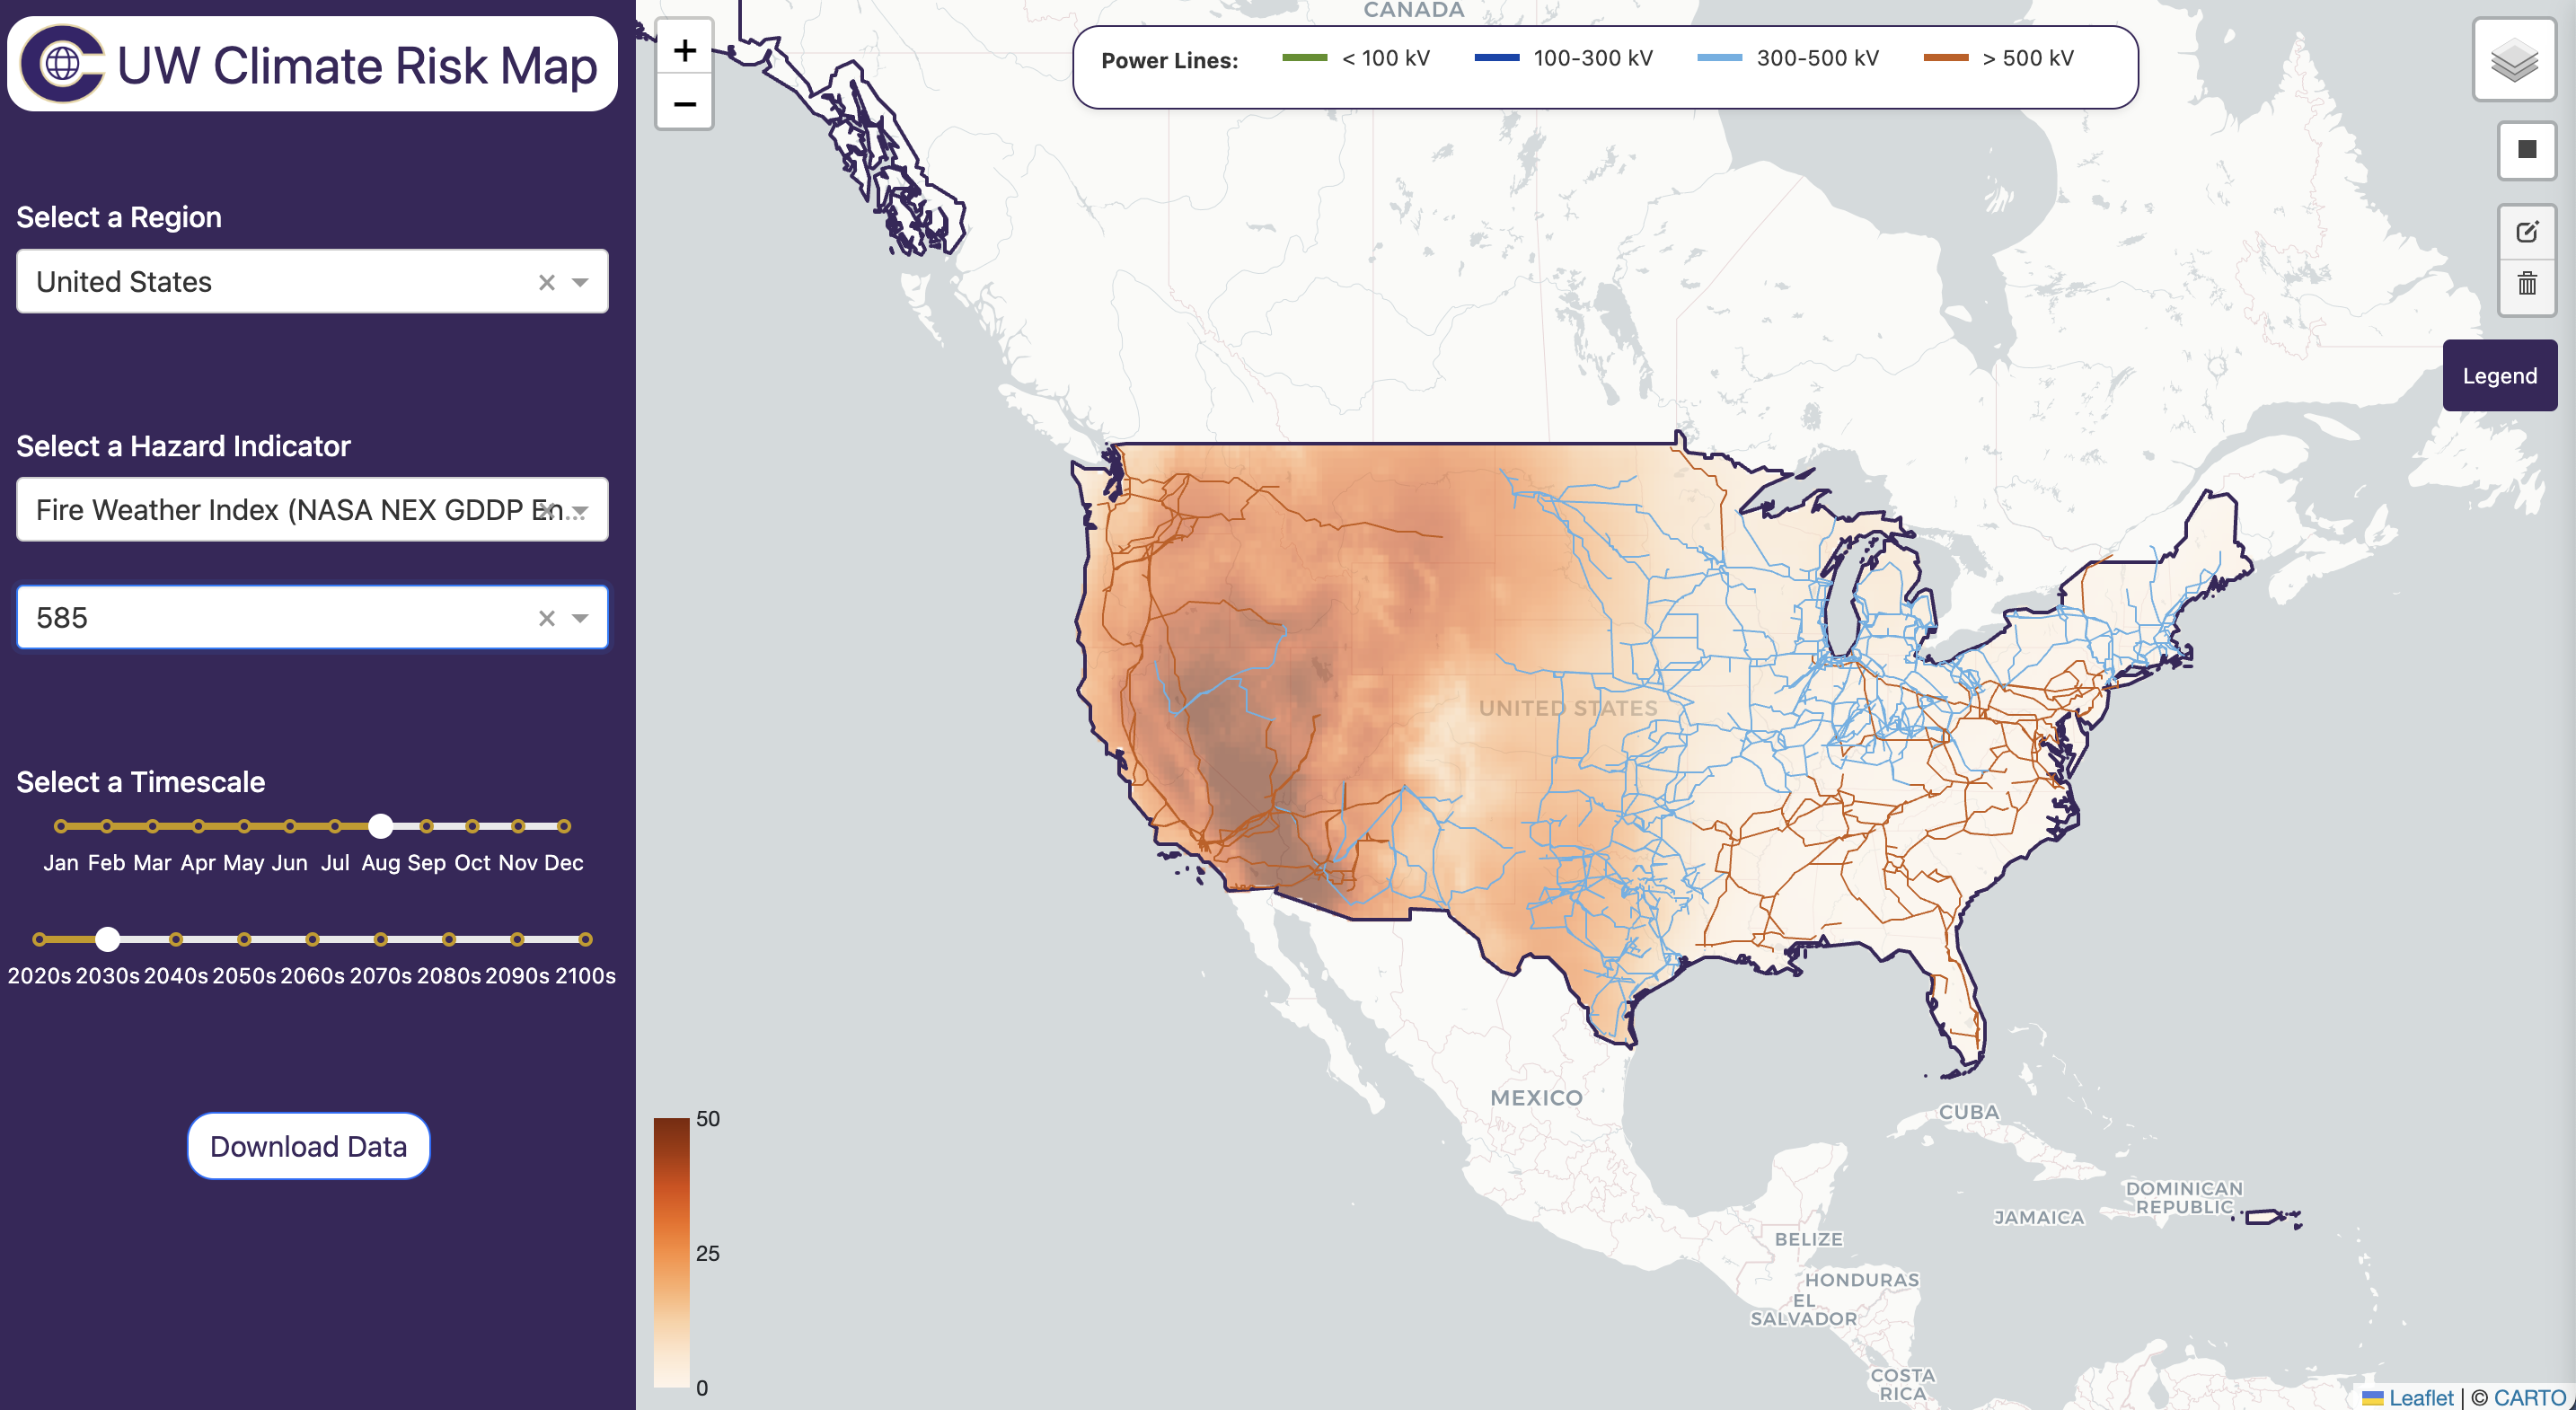 UW Climate Risk Map
Select a Region
United States
Select a Hazard Indicator
Fire Weather Index (NASA NEX GDDP En...
585
Select a Timescale
Jan Feb Mar Apr May Jun Jul Aug Sep Oct Nov Dec
2020s 2030s 2040s 2050s 2060s 2070s 2080s 2090s 2100s
Download Data
+
−
Power Lines: < 100 kV 100-300 kV 300-500 kV > 500 kV
Legend
CANADA
UNITED STATES
MEXICO
CUBA
DOMINICAN
REPUBLIC
JAMAICA
BELIZE
HONDURAS
EL
SALVADOR
COSTA
RICA
50
25
0
Leaflet | © CARTO